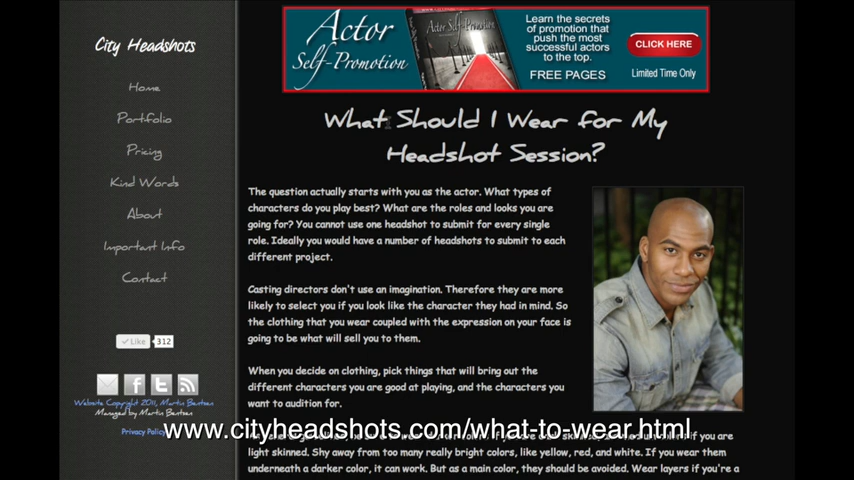 City Headshots
Home
Portfolio
Pricing
Kind Words
About
Important Info
Contact
Like 312
Website Copyright 2011, Martin Bentsen
Managed by Martin Bentsen
Privacy Policy
Actor
Self-Promotion
Actor Self-Promotion
Learn the secrets
of promotion that
push the most
successful actors
to the top.
FREE PAGES
CLICK HERE
Limited Time Only
What Should I Wear for My
Headshot Session?
The question actually starts with you as the actor. What types of
characters do you play best? What are the roles and looks you are
going for? You cannot use one headshot to submit for every single
role. Ideally you would have a number of headshots to submit to each
different project.
Casting directors don't use an imagination. Therefore they are more
likely to select you if you look like the character they had in mind. So
the clothing that you wear coupled with the expression on your face is
going to be what will sell you to them.
When you decide on clothing, pick things that will bring out the
different characters you are good at playing, and the characters you
want to audition for.
www.cityheadshots.com/what-to-wear.html
if you are
light skinned. Shy away from too many really bright colors, like yellow, red, and white. If you wear them
underneath a darker color, it can work. But as a main color, they should be avoided. Wear layers if you're a